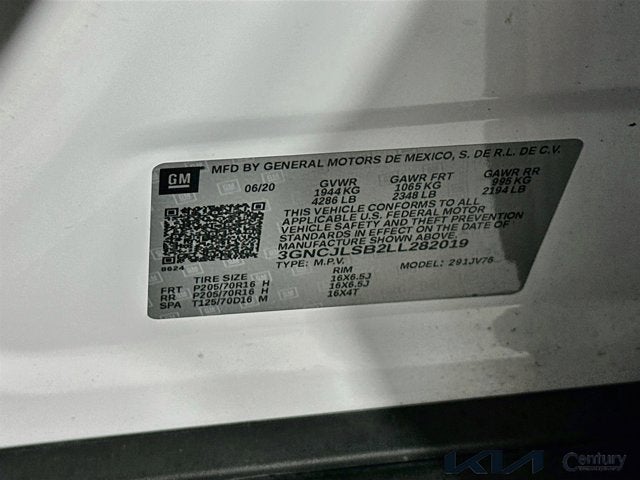 GM
MFD BY GENERAL MOTORS DE MEXICO, S. DE R.L. DE C.V.
06/20 GVWR GAWR FRT GAWR RR
1944 KG 1065 KG 995 KG
4286 LB 2348 LB 2194 LB
THIS VEHICLE CONFORMS TO ALL
APPLICABLE U.S. FEDERAL MOTOR
VEHICLE SAFETY AND THEFT PREVENTION
STANDARDS IN EFFECT ON THE DATE OF
MANUFACTURE SHOWN ABOVE.
3GNCJLSB2LL282019
0624 TYPE: M.P.V. MODEL: 291JV76
TIRE SIZE RIM
FRT P205/70R16 H 16X6.5J
RR P205/70R16 H 16X6.5J
SPA T125/70D16 M 16X4T
KIA Century